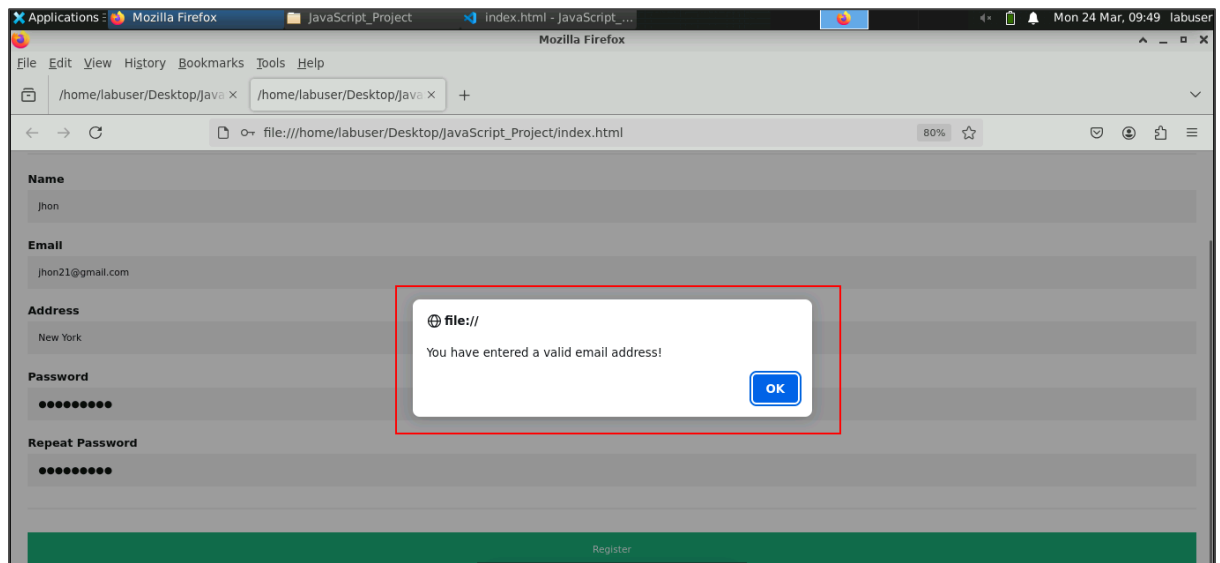 Applications Mozilla Firefox JavaScript_Project index.html - JavaScript_... Mon 24 Mar, 09:49 labuser
Mozilla Firefox
File Edit View History Bookmarks Tools Help
/home/labuser/Desktop/Java /home/labuser/Desktop/Java
file:///home/labuser/Desktop/JavaScript_Project/index.html 80%
Name
Jhon
Email
jhon21@gmail.com
Address
New York
file://
You have entered a valid email address!
OK
Password
Repeat Password
Register